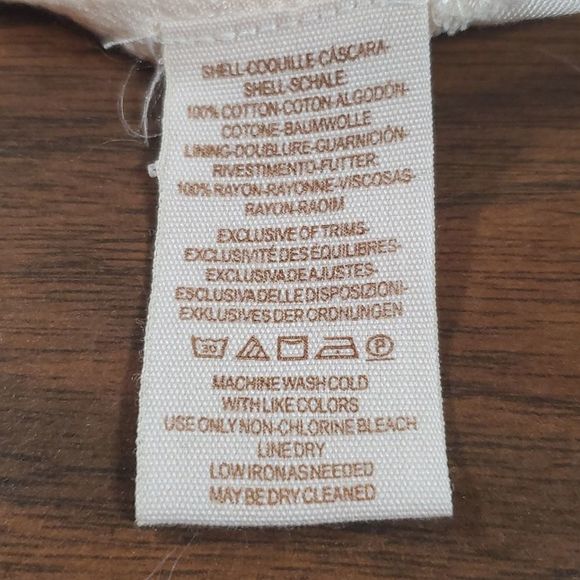 SHELL-COQUILLE CÁSCARA-
SHELL-SCHALE
100% COTTON-COTON-ALGODÓN-
COTONE-BAUMWOLLE
LINING-DOUBLURE-GUARNICIÓN-
RIVESTIMENTO-FUTTER
100% RAYON-RAYONNE-VISCOSAS-
RAYON-RAOIM
EXCLUSIVE OF TRIMS-
EXCLUSIVITÉ DES ÉQUILIBRES-
EXCLUSIVA DE AJUSTES-
ESCLUSIVA DELLE DISPOSIZIONI-
EXKLUSIVES DER ORDNUNGEN
30 P
MACHINE WASH COLD
WITH LIKE COLORS
USE ONLY NON-CHLORINE BLEACH
LINE DRY
LOW IRON AS NEEDED
MAY BE DRY CLEANED